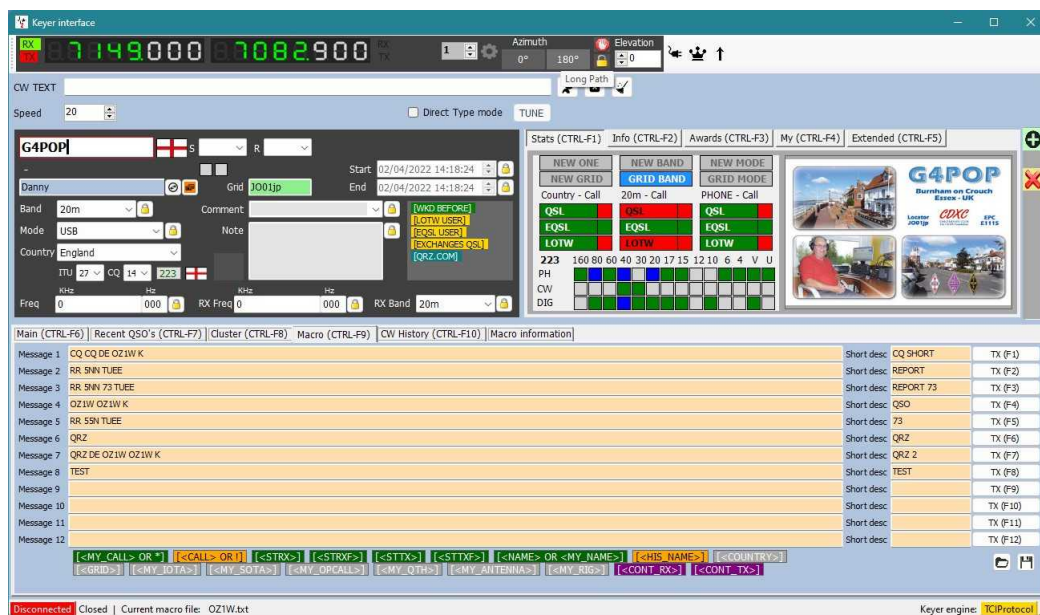 Keyer interface
RX TX 7149.000 7082.900 RX TX 1 Azimuth 0° 180° Elevation 0
Long Path
CW TEXT
Speed 20 Direct Type mode TUNE
Stats (CTRL-F1) Info (CTRL-F2) Awards (CTRL-F3) My (CTRL-F4) Extended (CTRL-F5)
G4POP S R
- Start 02/04/2022 14:18:24
Danny Grid JO01jp End 02/04/2022 14:18:24
Band 20m Comment
Mode USB Note
Country England
ITU 27 CQ 14 223
KHz Hz KHz Hz
Freq 0 000 RX Freq 0 000 RX Band 20m
[WKD BEFORE]
[LOTW USER]
[EQSL USER]
[EXCHANGES QSL]
[QRZ.COM]
NEW ONE NEW BAND NEW MODE
NEW GRID GRID BAND GRID MODE
Country - Call 20m - Call PHONE - Call
QSL QSL QSL
EQSL EQSL EQSL
LOTW LOTW LOTW
223 160 80 60 40 30 20 17 15 12 10 6 4 V U
PH
CW
DIG
G4POP
Burnham on Crouch
Essex - UK
Locator JO01jp CDXC EPC E1115
Main (CTRL-F6) Recent QSO's (CTRL-F7) Cluster (CTRL-F8) Macro (CTRL-F9) CW History (CTRL-F10) Macro information
Message 1 CQ CQ DE OZ1W K Short desc CQ SHORT TX (F1)
Message 2 RR 5NN TUEE Short desc REPORT TX (F2)
Message 3 RR 5NN 73 TUEE Short desc REPORT 73 TX (F3)
Message 4 OZ1W OZ1W K Short desc QSO TX (F4)
Message 5 RR 55N TUEE Short desc 73 TX (F5)
Message 6 QRZ Short desc QRZ TX (F6)
Message 7 QRZ DE OZ1W OZ1W K Short desc QRZ 2 TX (F7)
Message 8 TEST Short desc TEST TX (F8)
Message 9 Short desc TX (F9)
Message 10 Short desc TX (F10)
Message 11 Short desc TX (F11)
Message 12 Short desc TX (F12)
[<MY_CALL> OR *] [<CALL> OR !] [<STRX>] [<STRXF>] [<STTX>] [<STTXF>] [<NAME> OR <MY_NAME>] [<HIS_NAME>] [<COUNTRY>]
[<GRID>] [<MY_IOTA>] [<MY_SOTA>] [<MY_OPCALL>] [<MY_QTH>] [<MY_ANTENNA>] [<MY_RIG>] [<CONT_RX>] [<CONT_TX>]
Disconnected Closed | Current macro file: OZ1W.txt Keyer engine: TCIProtocol